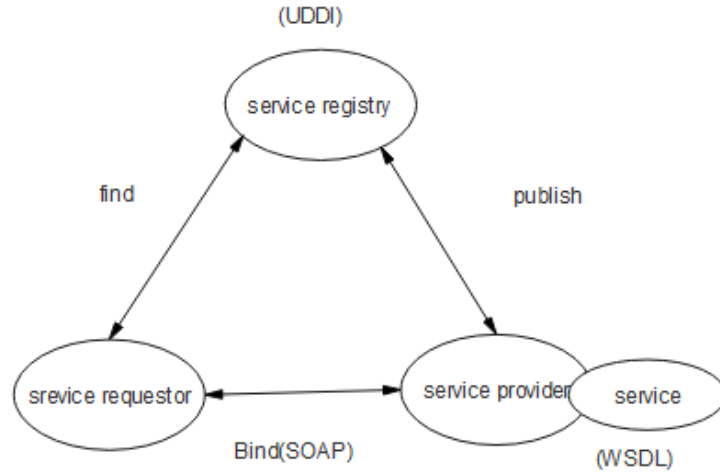 (UDDI)
service registry
find
publish
srevice requestor
service provider
service
Bind(SOAP)
(WSDL)